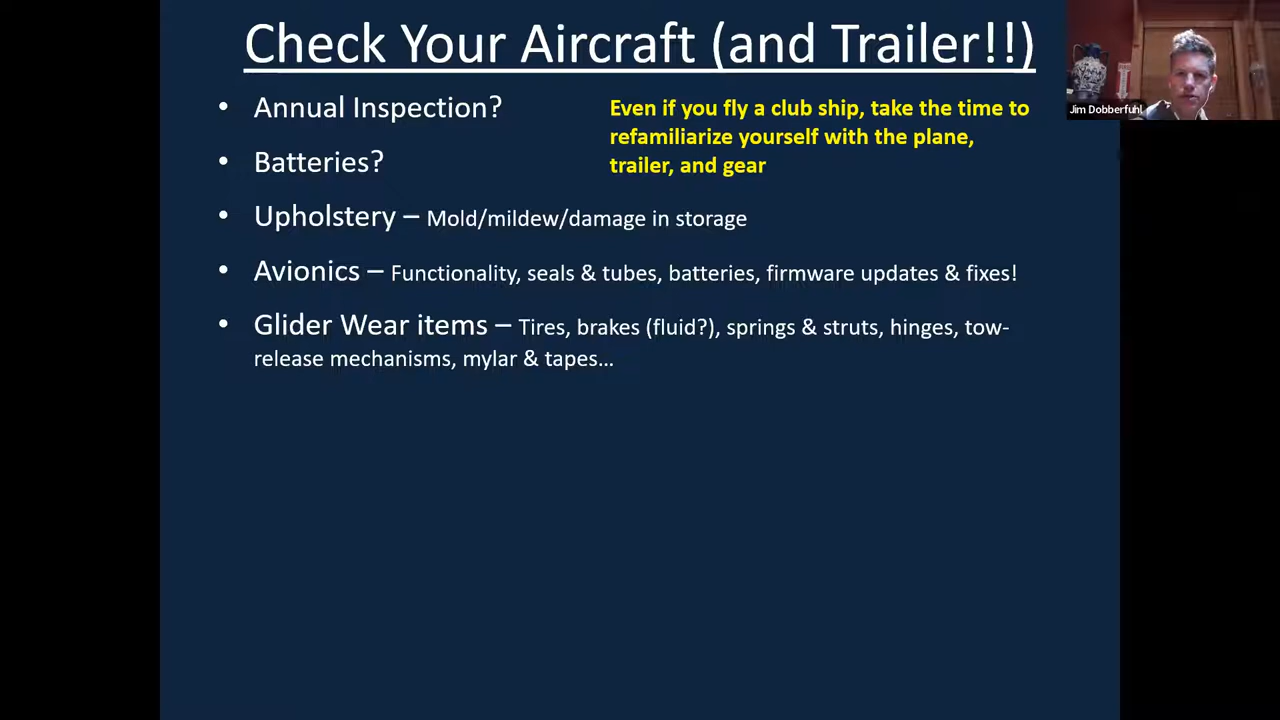 Check Your Aircraft (and Trailer!!)
• Annual Inspection?
Even if you fly a club ship, take the time to
refamiliarize yourself with the plane,
trailer, and gear
• Batteries?
• Upholstery – Mold/mildew/damage in storage
• Avionics – Functionality, seals & tubes, batteries, firmware updates & fixes!
• Glider Wear items – Tires, brakes (fluid?), springs & struts, hinges, tow-
release mechanisms, mylar & tapes...
Jim Dobberfuhl